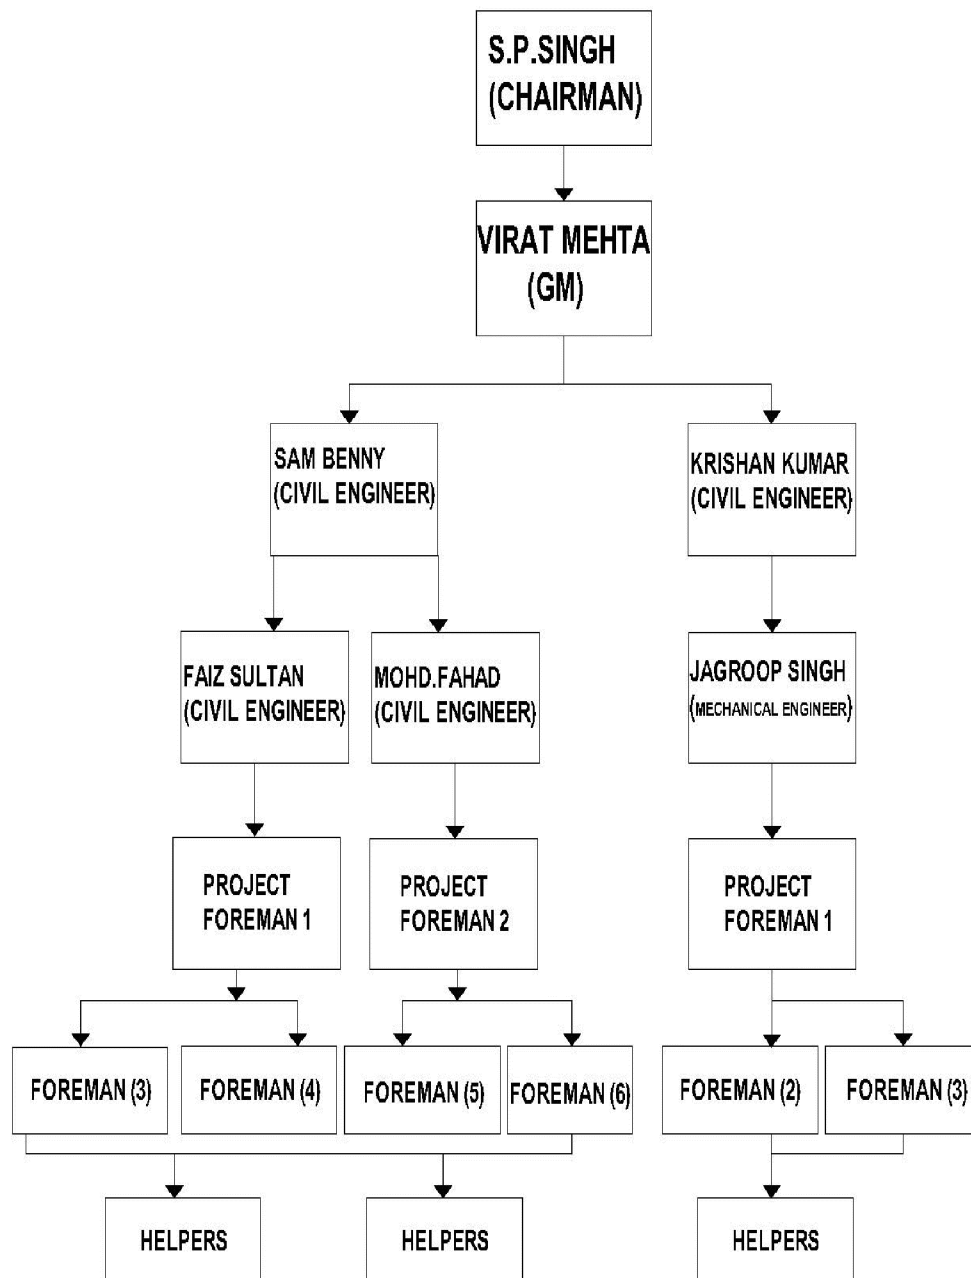 S.P.SINGH
(CHAIRMAN)
VIRAT MEHTA
(GM)
SAM BENNY
(CIVIL ENGINEER)
KRISHAN KUMAR
(CIVIL ENGINEER)
FAIZ SULTAN
(CIVIL ENGINEER)
MOHD.FAHAD
(CIVIL ENGINEER)
JAGROOP SINGH
(MECHANICAL ENGINEER)
PROJECT
FOREMAN 1
PROJECT
FOREMAN 2
PROJECT
FOREMAN 1
FOREMAN (3)
FOREMAN (4)
FOREMAN (5)
FOREMAN (6)
FOREMAN (2)
FOREMAN (3)
HELPERS
HELPERS
HELPERS